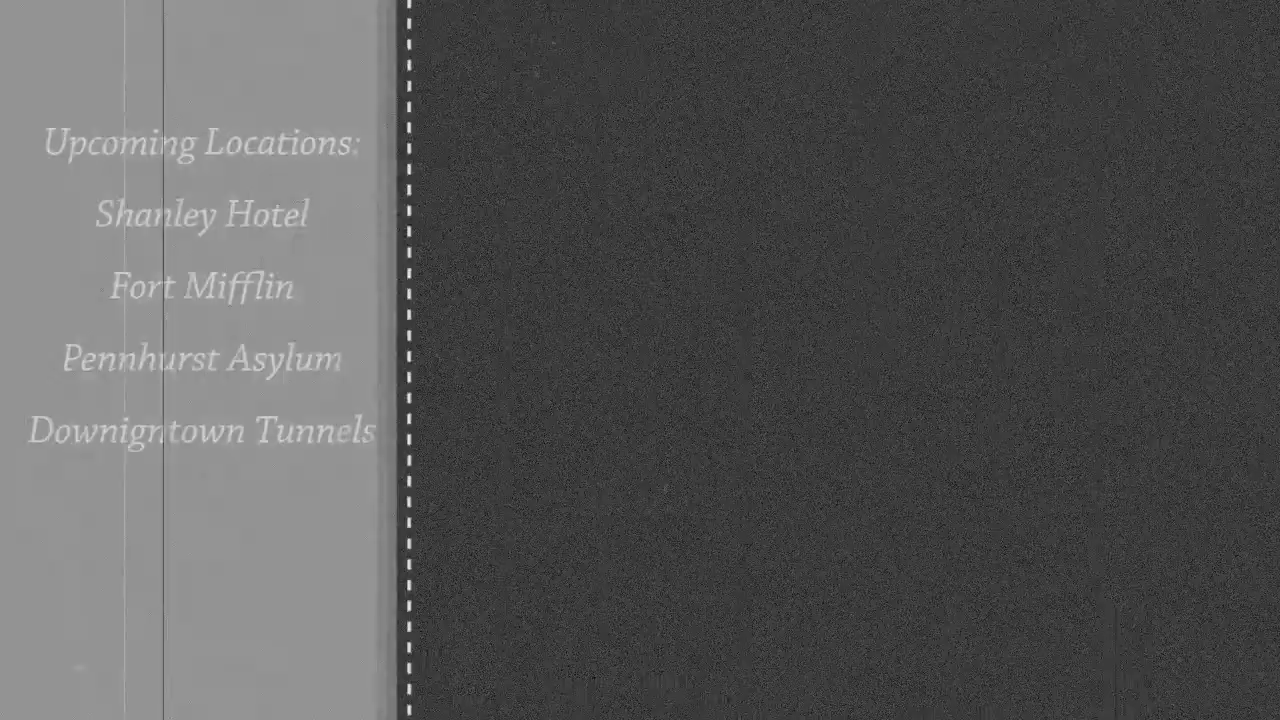 Upcoming Locations:
Shanley Hotel
Fort Mifflin
Pennhurst Asylum
Downigntown Tunnels